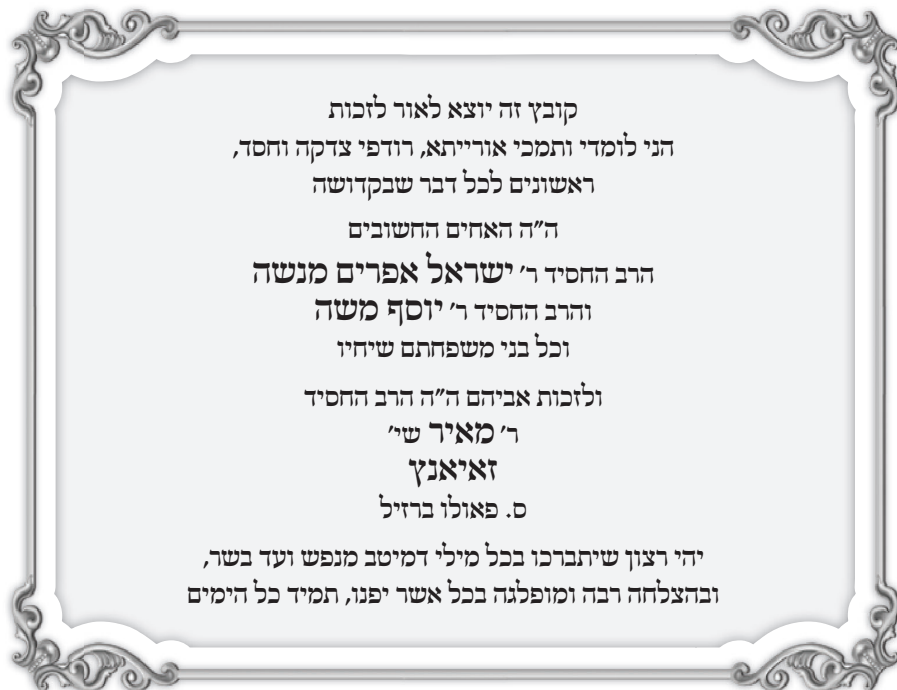 קובץ זה יוצא לאור לזכות
הני לומדי ותמכי אורייתא, רודפי צדקה וחסד,
ראשונים לכל דבר שבקדושה
ה״ה האחים החשובים
הרב החסיד ר׳ ישראל אפרים מנשה
והרב החסיד ר׳ יוסף משה
וכל בני משפחתם שיחיו
ולזכות אביהם ה״ה הרב החסיד
ר׳ מאיר שי׳
זאיאנץ
ס. פאולו ברזיל
יהי רצון שיתברכו בכל מילי דמיטב מנפש ועד בשר,
ובהצלחה רבה ומופלגה בכל אשר יפנו, תמיד כל הימים